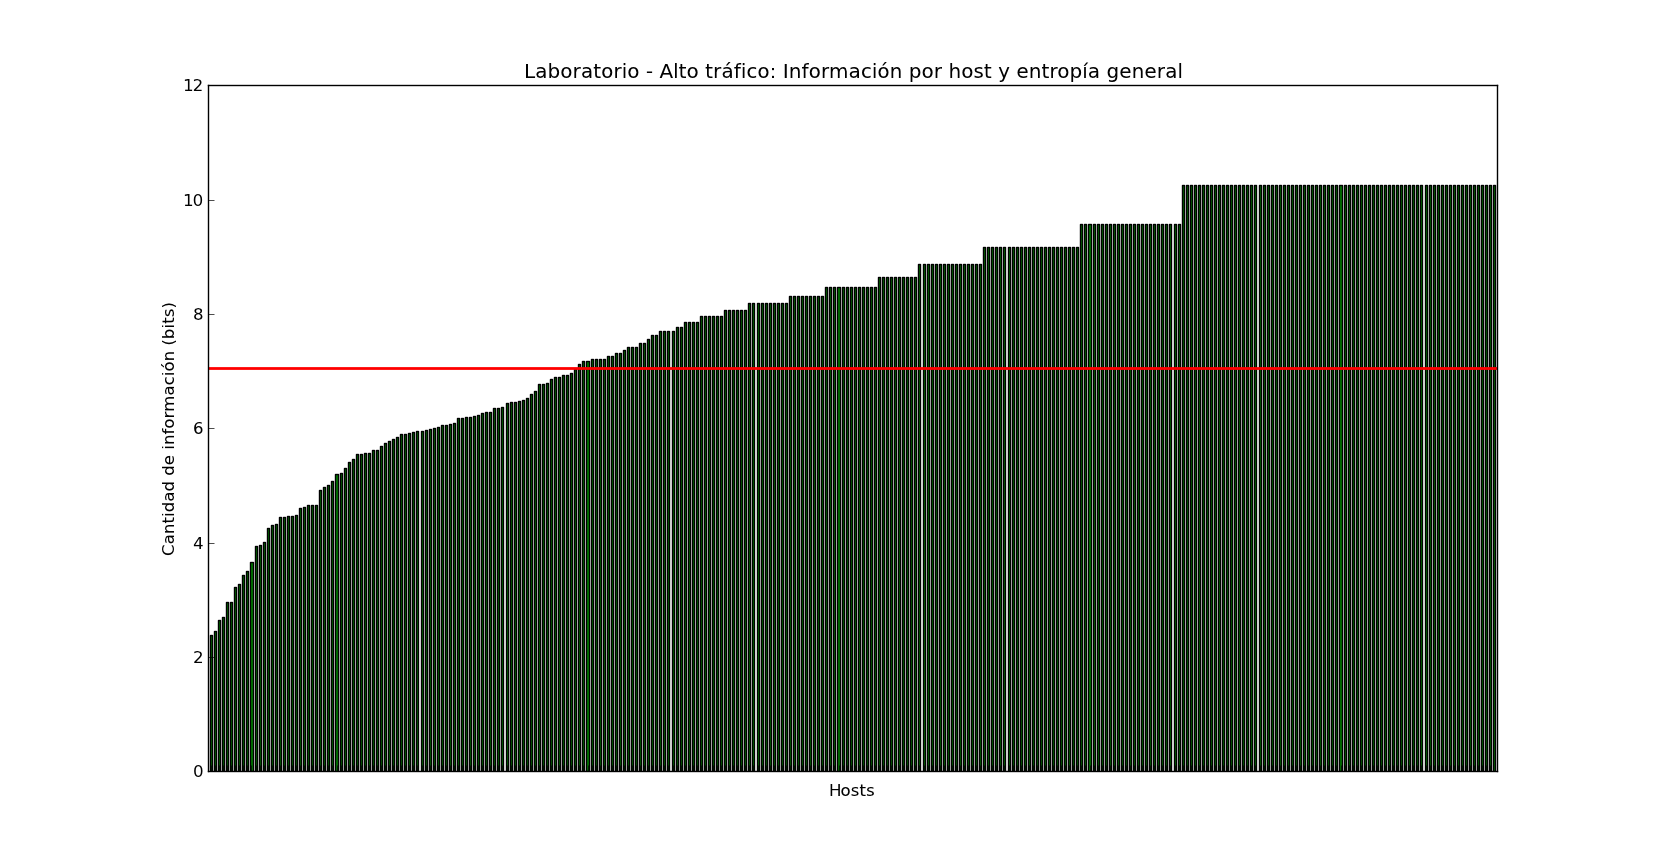 Laboratorio - Alto tráfico: Información por host y entropía general
12
10
8
6
4
2
0
Cantidad de información (bits)
Hosts